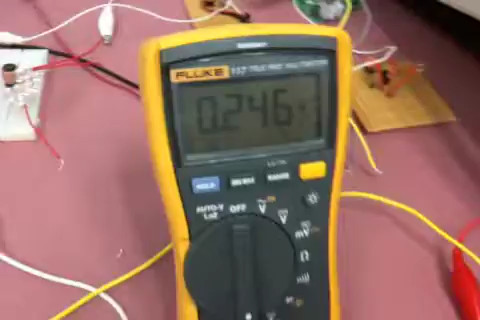 FLUKE 117 TRUE RMS MULTIMETER
0.246 V
HOLD MIN MAX RANGE
AUTO-V LoZ OFF V V
mV
Ω